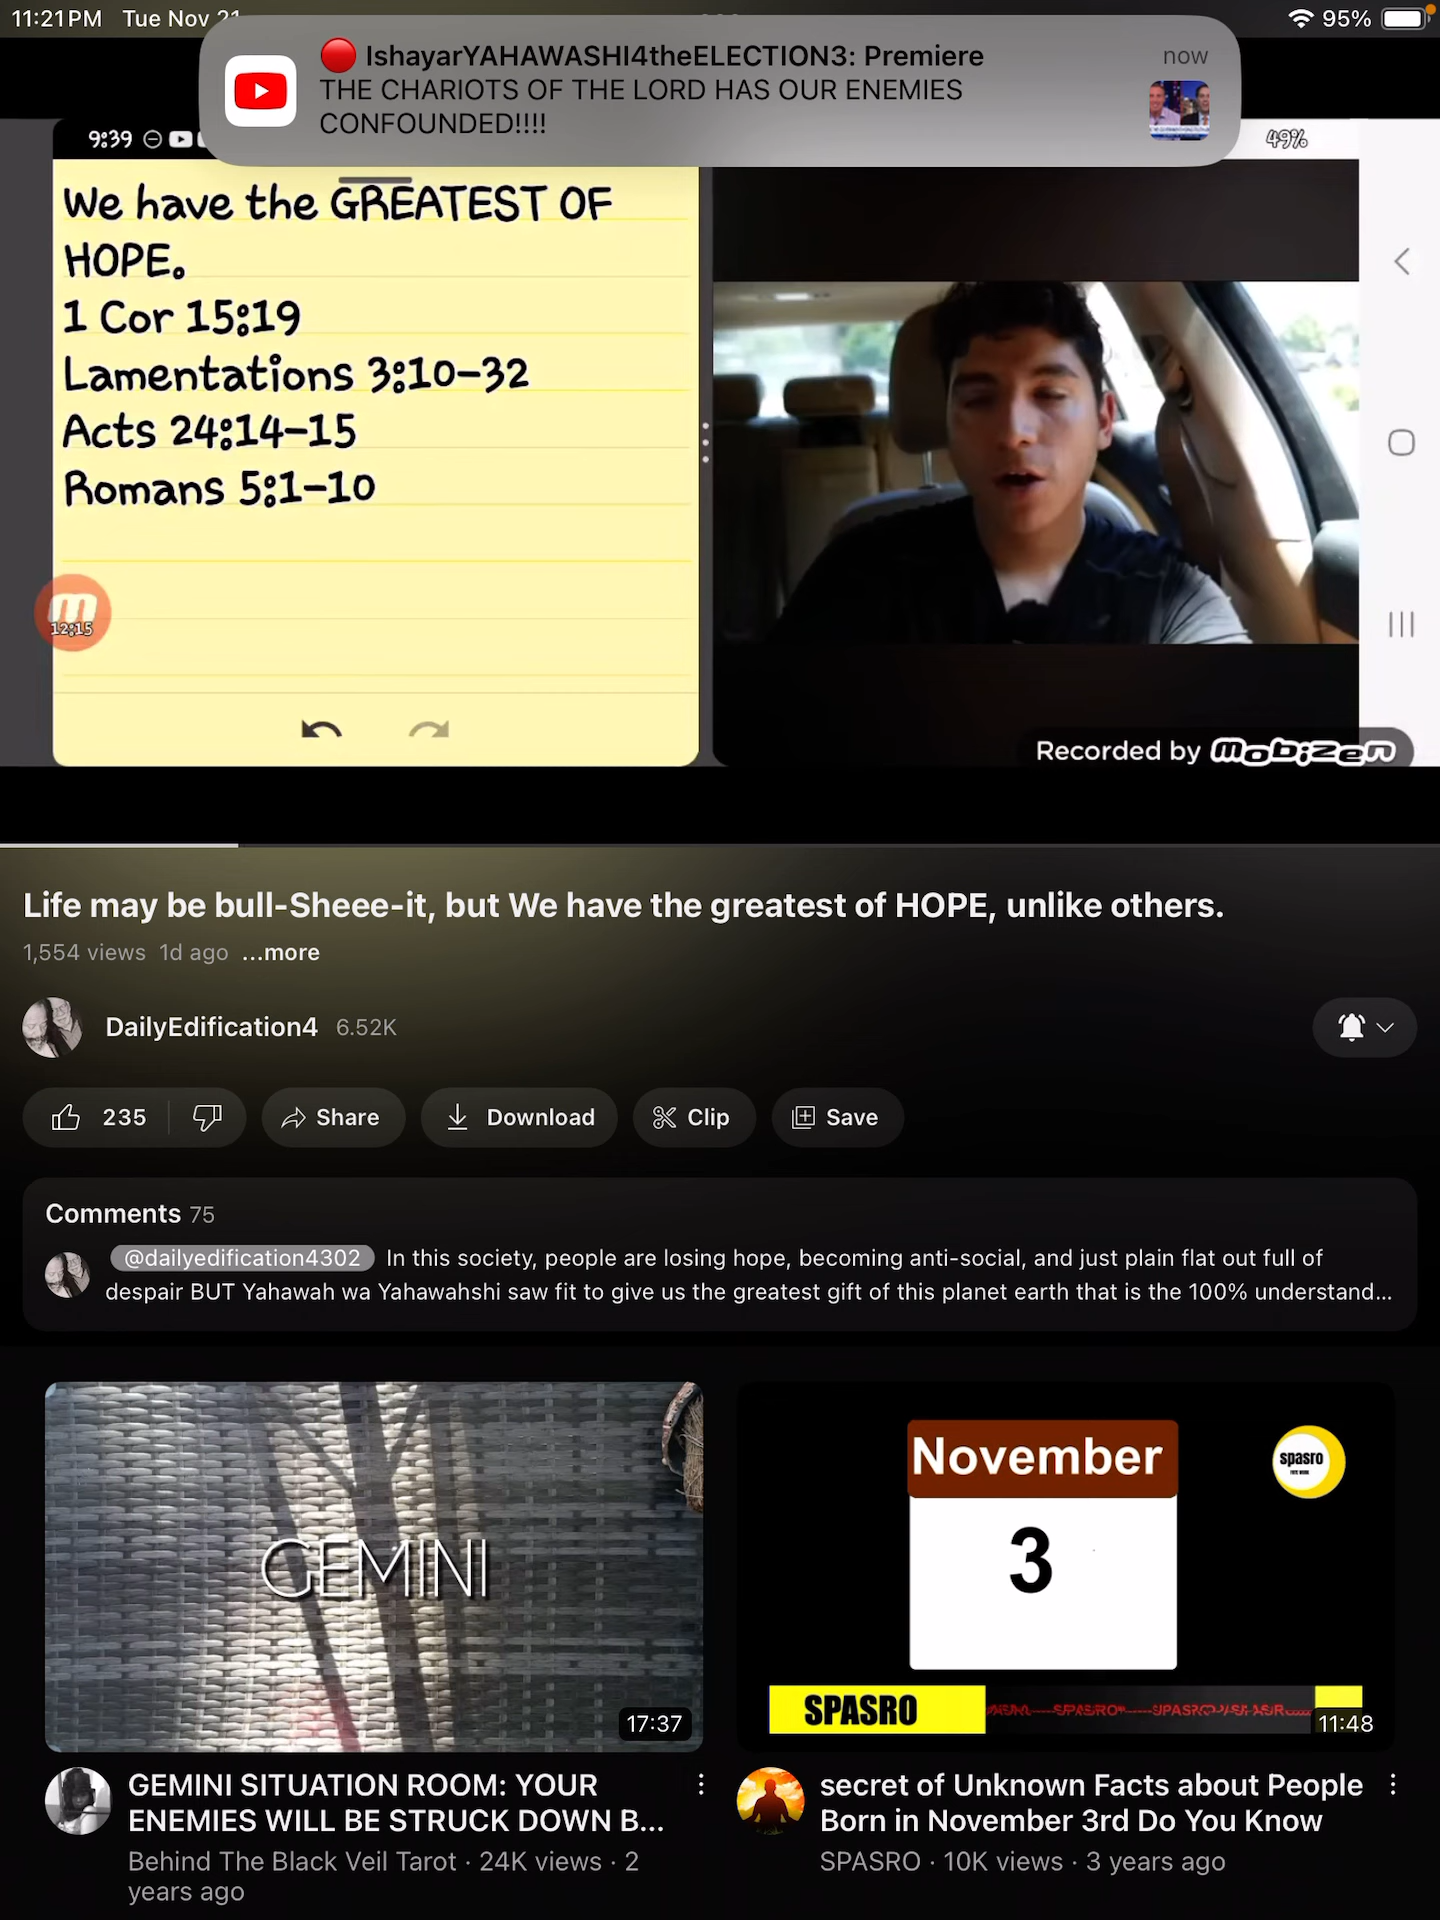 11:21 PM Tue Nov 21
95%
IshayarYAHAWASHI4theELECTION3: Premiere
now
THE CHARIOTS OF THE LORD HAS OUR ENEMIES
CONFOUNDED!!!!
9:39
49%
We have the GREATEST OF
HOPE.
1 Cor 15:19
Lamentations 3:10-32
Acts 24:14-15
Romans 5:1-10
m
12:15
Recorded by mobizen
Life may be bull-Sheee-it, but We have the greatest of HOPE, unlike others.
1,554 views 1d ago ...more
DailyEdification4 6.52K
235
Share
Download
Clip
Save
Comments 75
@dailyedification4302 In this society, people are losing hope, becoming anti-social, and just plain flat out full of
despair BUT Yahawah wa Yahawahshi saw fit to give us the greatest gift of this planet earth that is the 100% understand...
GEMINI
17:37
November
3
spasro
SPASRO
11:48
GEMINI SITUATION ROOM: YOUR
ENEMIES WILL BE STRUCK DOWN B...
Behind The Black Veil Tarot · 24K views · 2
years ago
secret of Unknown Facts about People
Born in November 3rd Do You Know
SPASRO · 10K views · 3 years ago